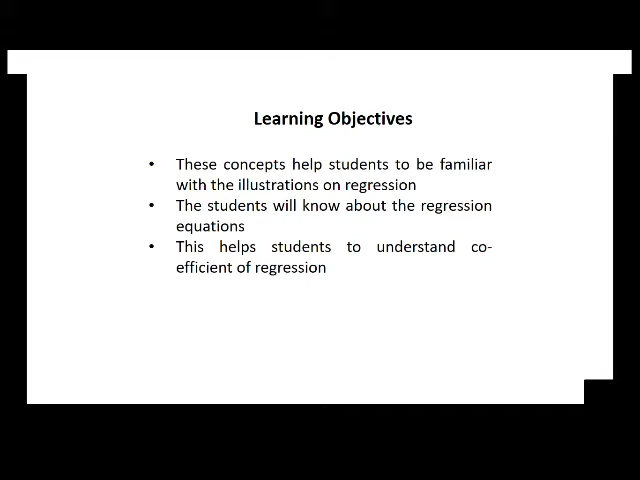 Learning Objectives
• These concepts help students to be familiar
with the illustrations on regression
• The students will know about the regression
equations
• This helps students to understand co-
efficient of regression